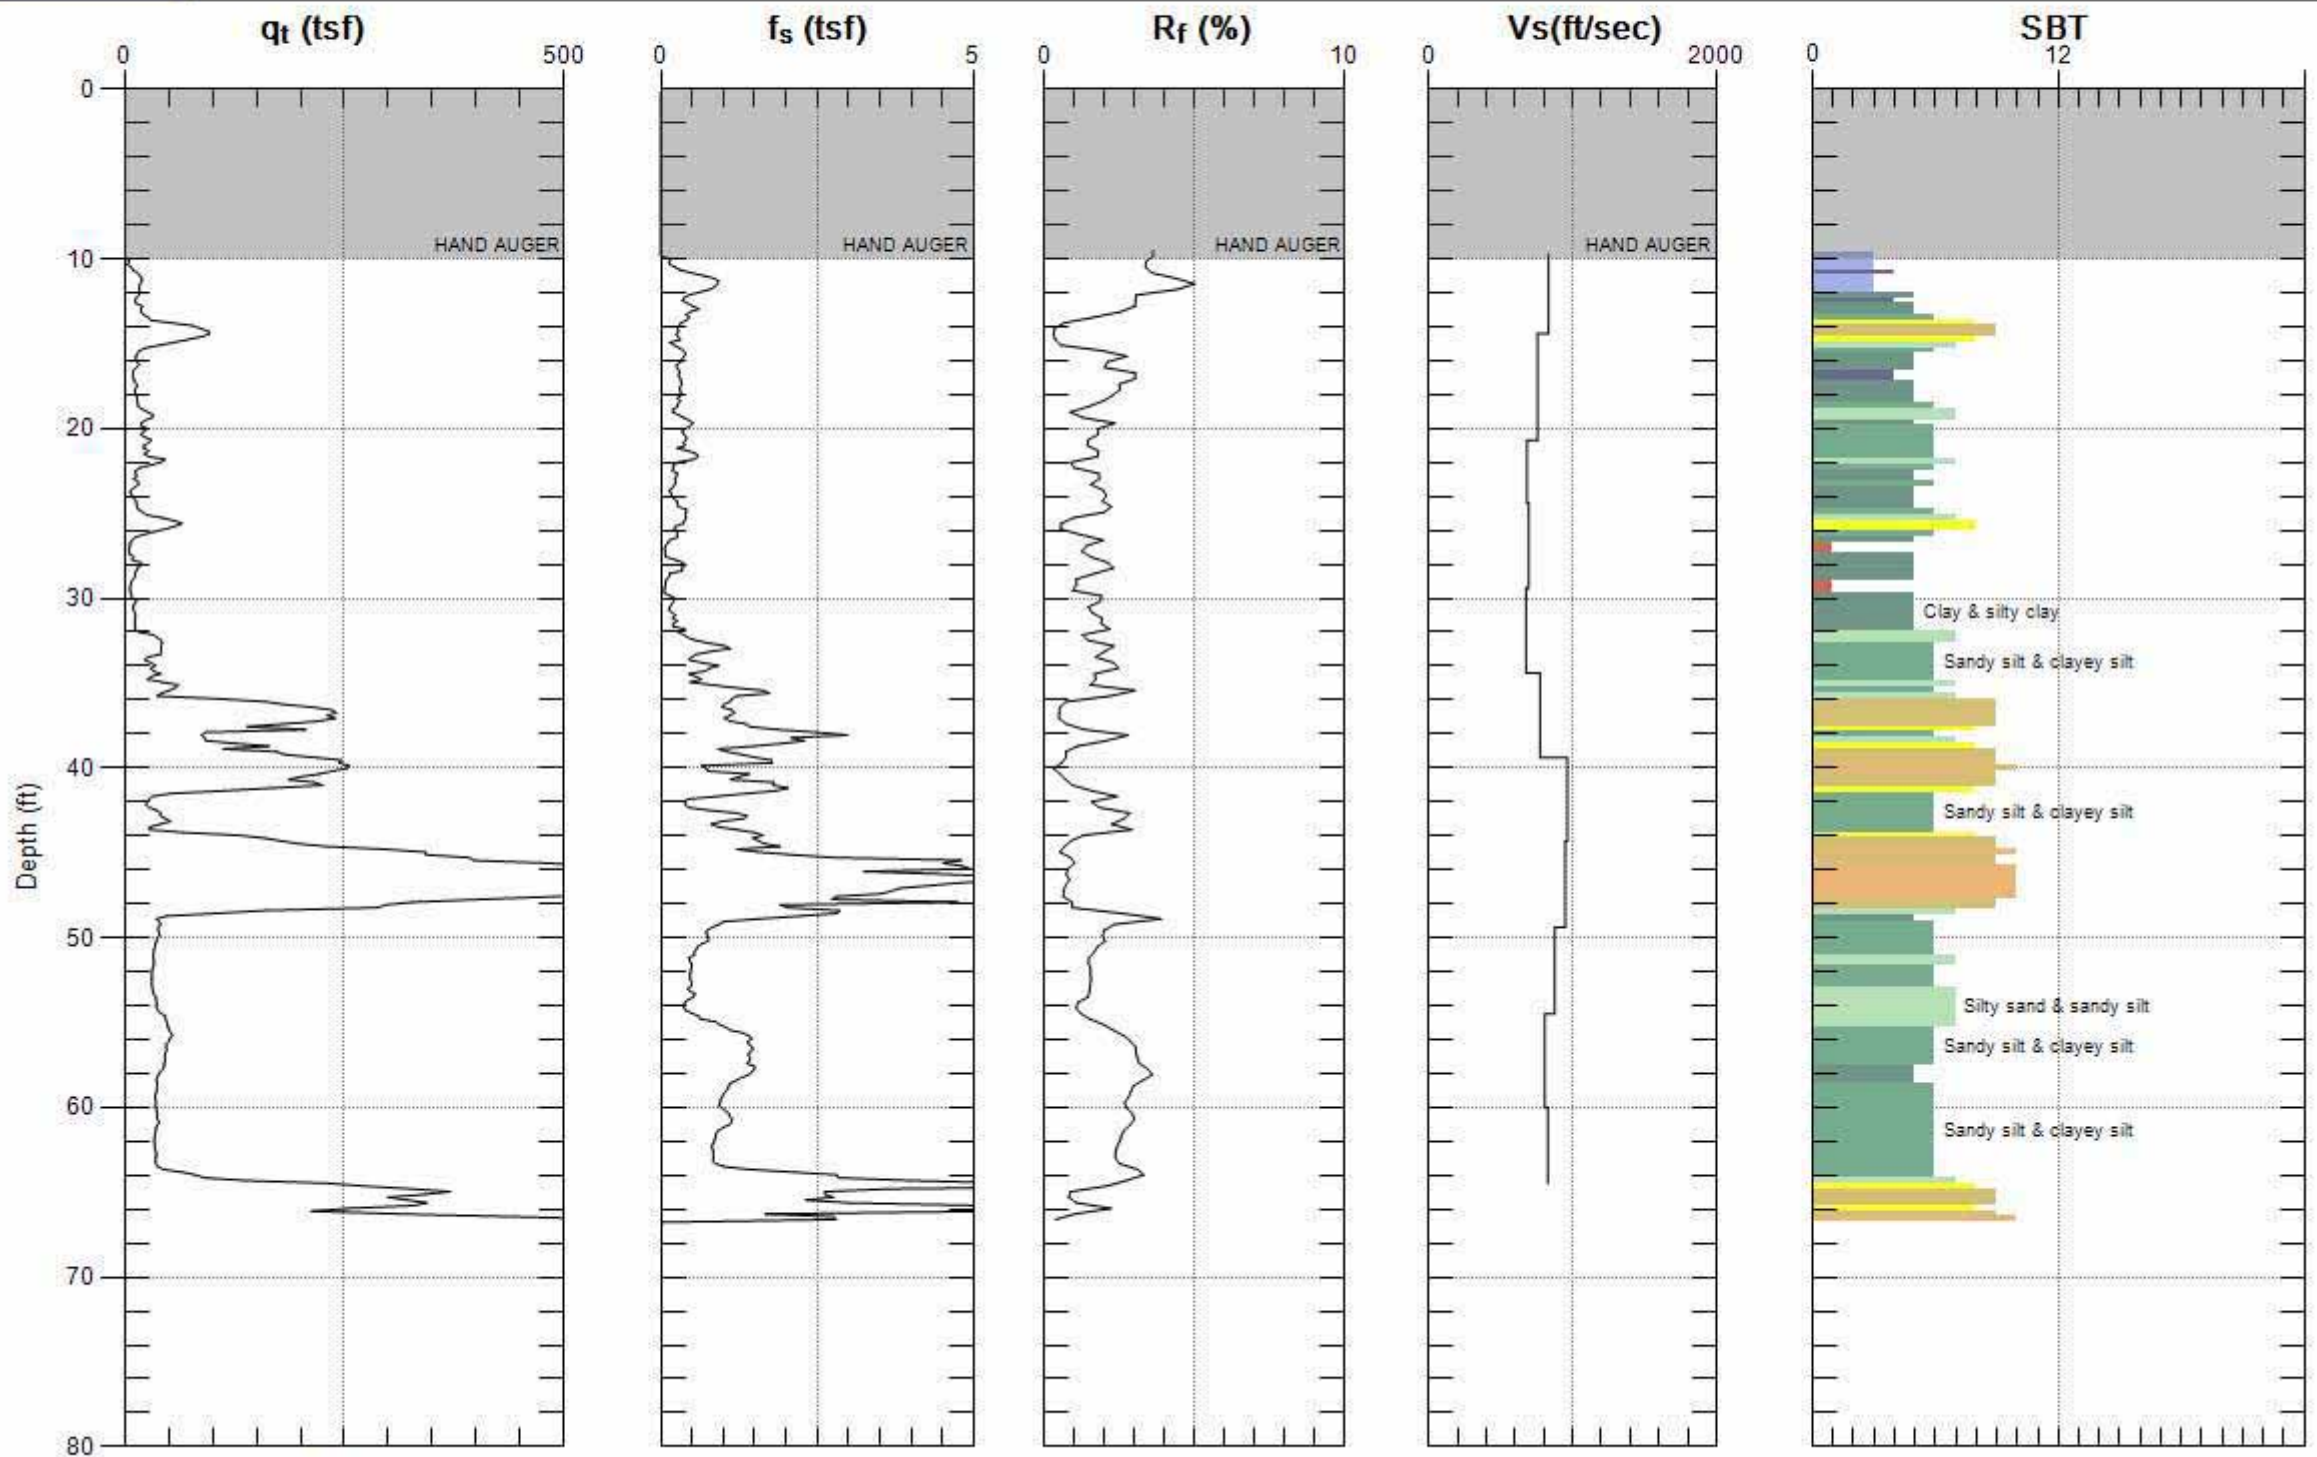 qt (tsf)
fs (tsf)
Rf (%)
Vs(ft/sec)
SBT
0
500
0
5
0
10
0
2000
0
12
0
HAND AUGER
HAND AUGER
HAND AUGER
HAND AUGER
10
20
30
Clay & silty clay
Sandy silt & clayey silt
40
Sandy silt & clayey silt
Depth (ft)
50
Silty sand & sandy silt
Sandy silt & clayey silt
60
Sandy silt & clayey silt
70
80